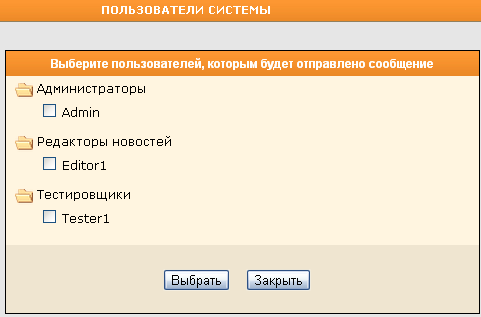 ПОЛЬЗОВАТЕЛИ СИСТЕМЫ
Выберите пользователей, которым будет отправлено сообщение
Администраторы
Admin
Редакторы новостей
Editor1
Тестировщики
Tester1
Выбрать Закрыть